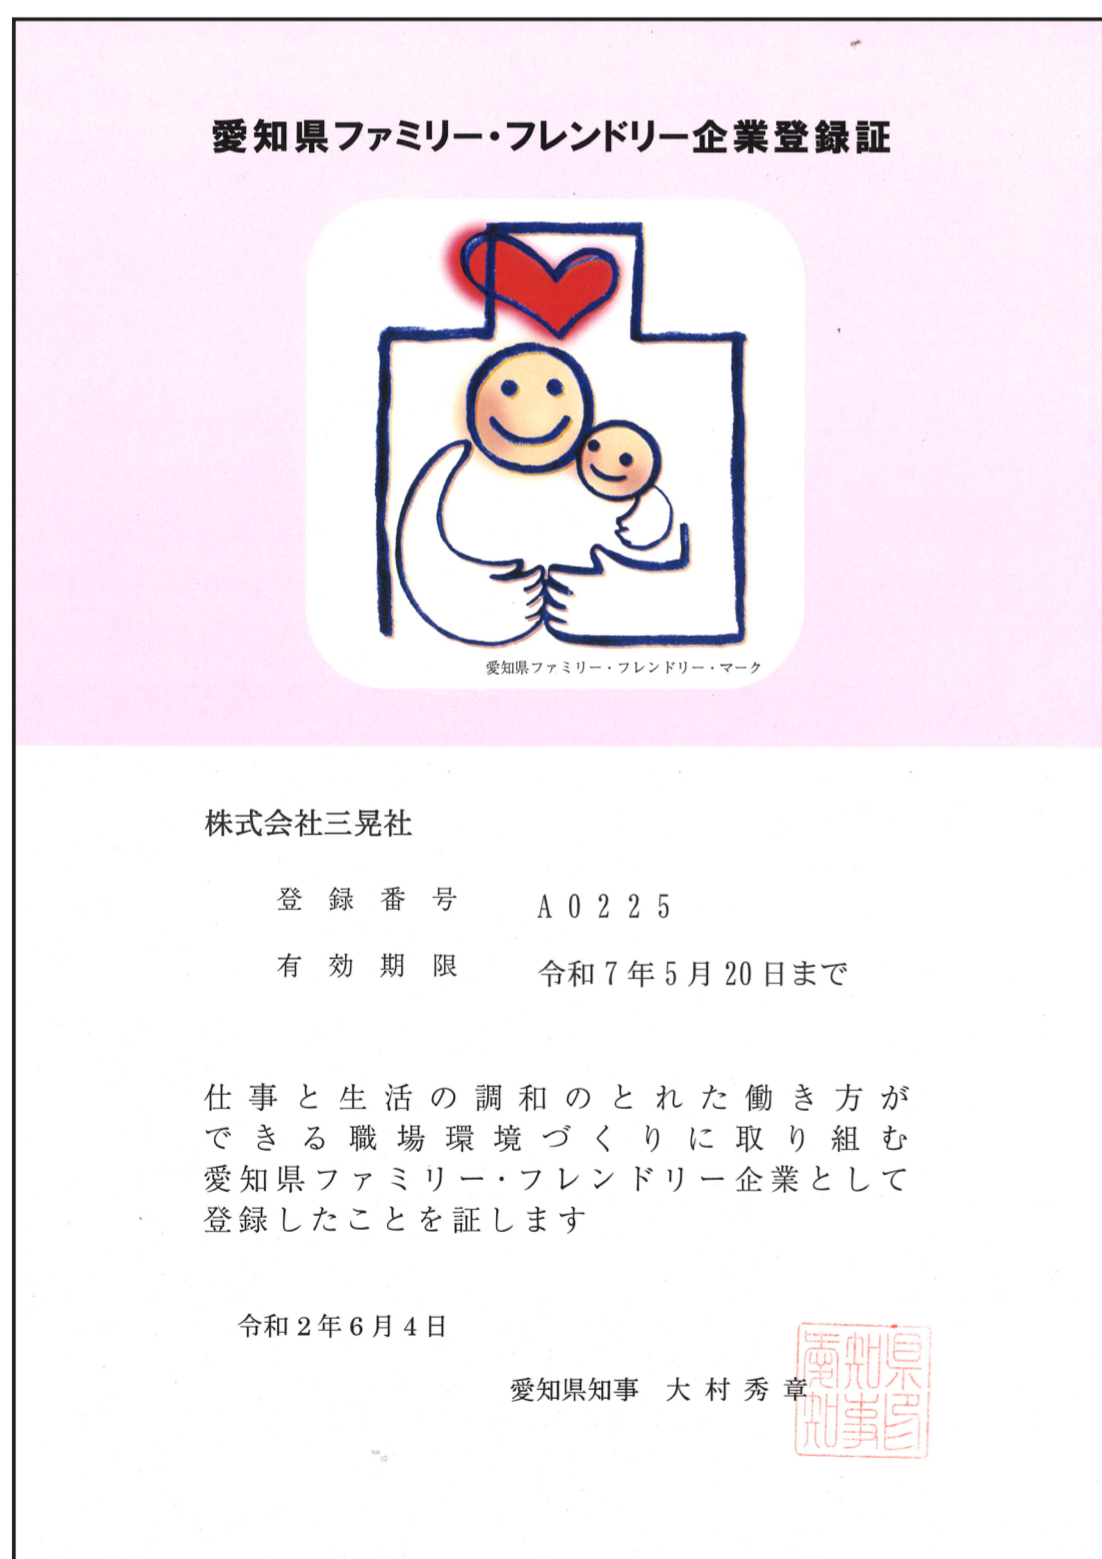 愛知県ファミリー・フレンドリー企業登録証
愛知県ファミリー・フレンドリー・マーク
株式会社三晃社
登録番号 A0225
有効期限 令和7年5月20日まで
仕事と生活の調和のとれた働き方が
できる職場環境づくりに取り組む
愛知県ファミリー・フレンドリー企業として
登録したことを証します
令和2年6月4日
愛知県知事 大村秀章
愛知県知事印